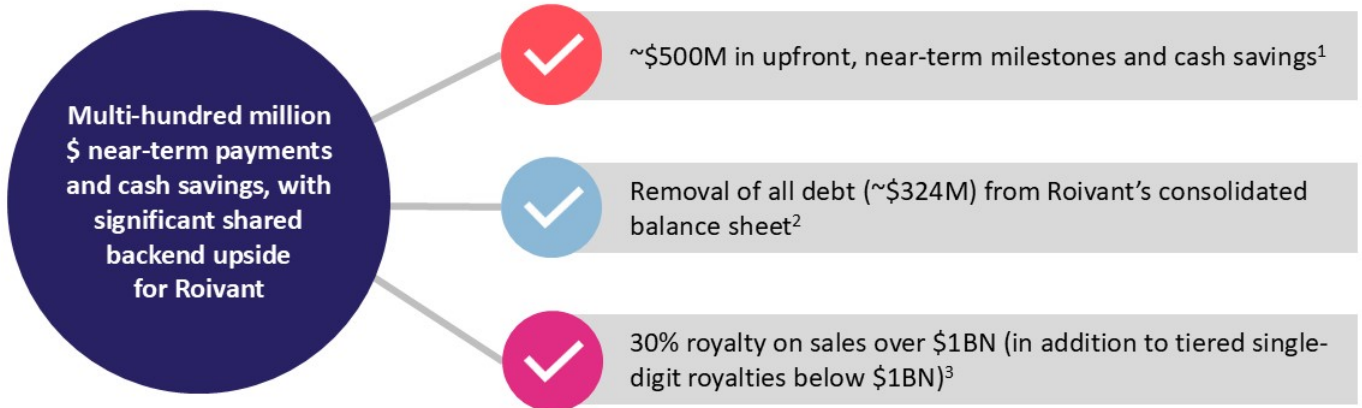 Multi-hundred million
$ near-term payments
and cash savings, with
significant shared
backend upside
for Roivant
~$500M in upfront, near-term milestones and cash savings¹
Removal of all debt (~$324M) from Roivant’s consolidated
balance sheet²
30% royalty on sales over $1BN (in addition to tiered single-
digit royalties below $1BN)³